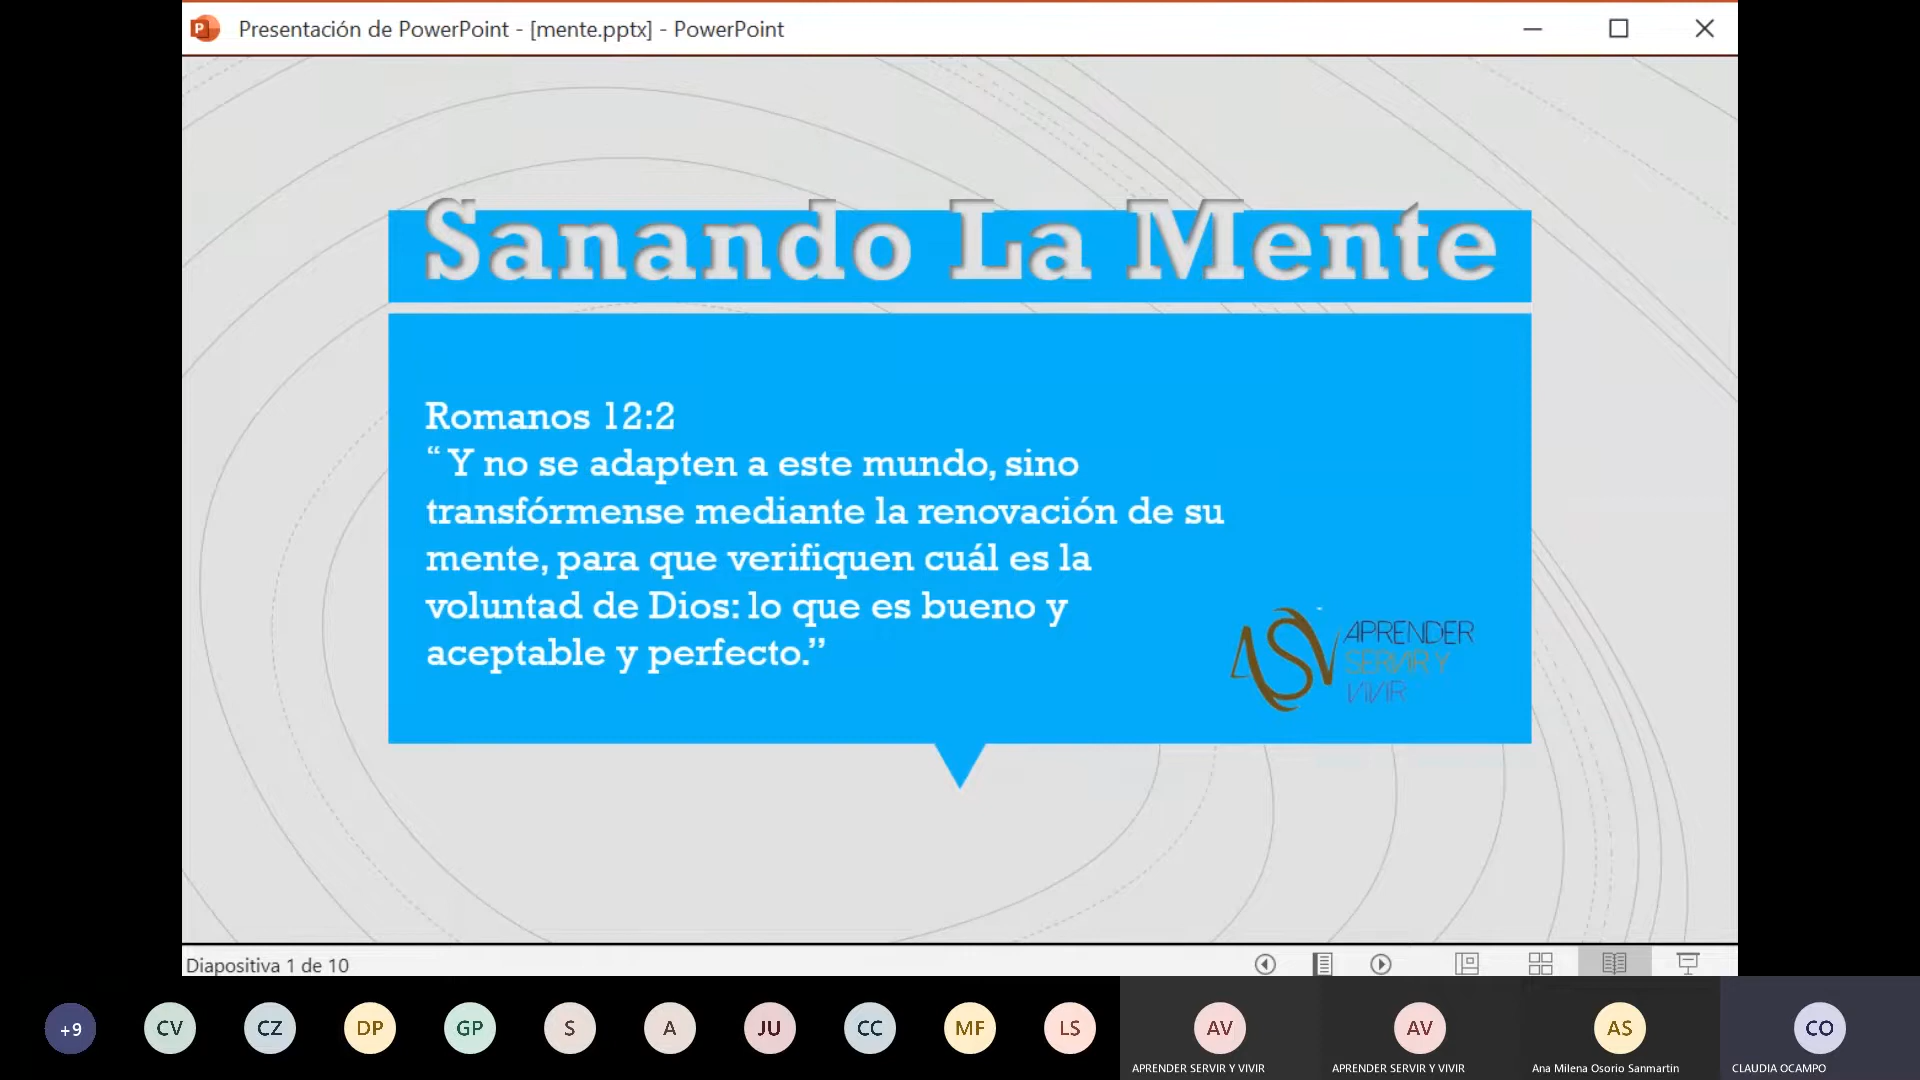 Presentación de PowerPoint - [mente.pptx] - PowerPoint
Sanando La Mente
Romanos 12:2
“ Y no se adapten a este mundo, sino
transfórmense mediante la renovación de su
mente, para que verifiquen cuál es la
voluntad de Dios: lo que es bueno y
aceptable y perfecto.”
ASV
APRENDER
SERVIR Y
VIVIR
Diapositiva 1 de 10
+9 CV CZ DP GP S A JU CC MF LS AV AV AS CO
APRENDER SERVIR Y VIVIR APRENDER SERVIR Y VIVIR Ana Milena Osorio Sanmartin CLAUDIA OCAMPO